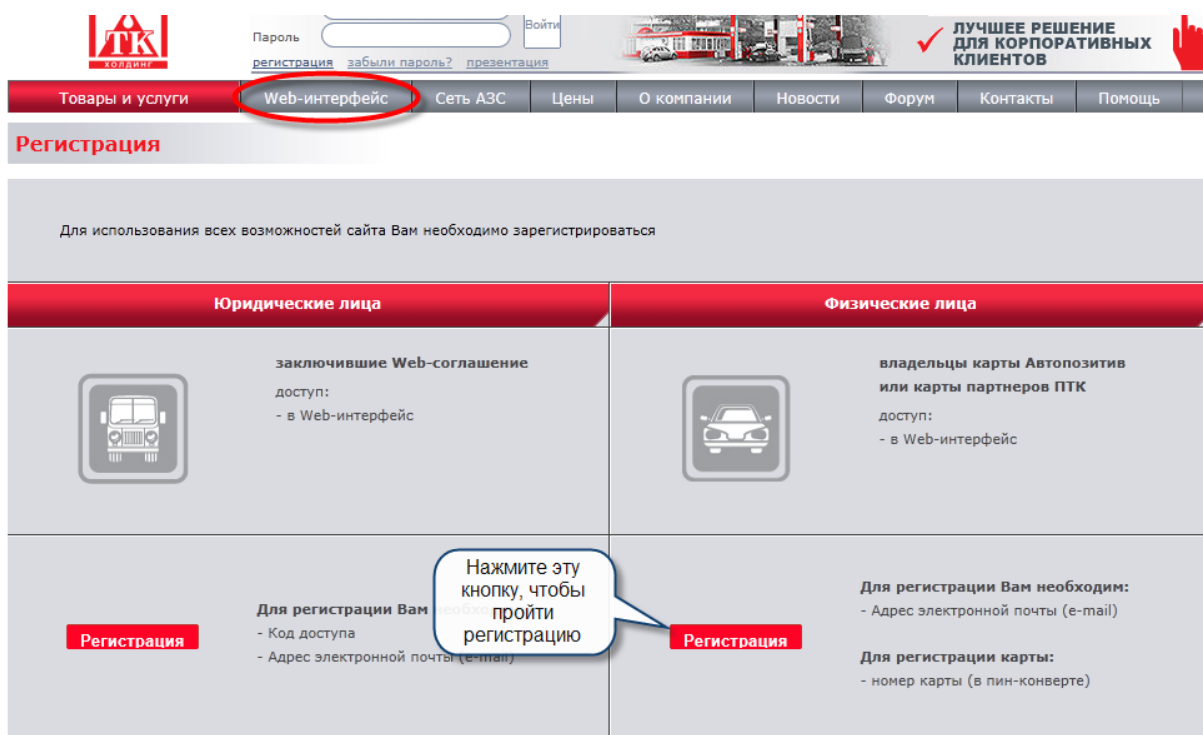 ПТК
ХОЛДИНГ
Пароль
Войти
регистрация забыли пароль? презентация
ЛУЧШЕЕ РЕШЕНИЕ
ДЛЯ КОРПОРАТИВНЫХ
КЛИЕНТОВ
Товары и услуги Web-интерфейс Сеть АЗС Цены О компании Новости Форум Контакты Помощь
Регистрация
Для использования всех возможностей сайта Вам необходимо зарегистрироваться
Юридические лица
заключившие Web-соглашение
доступ:
- в Web-интерфейс
Физические лица
владельцы карты Автопозитив
или карты партнеров ПТК
доступ:
- в Web-интерфейс
Регистрация
Для регистрации Вам необхо
- Код доступа
- Адрес электронной почты (e-mail)
Нажмите эту
кнопку, чтобы
пройти
регистрацию
Регистрация
Для регистрации Вам необходим:
- Адрес электронной почты (e-mail)
Для регистрации карты:
- номер карты (в пин-конверте)